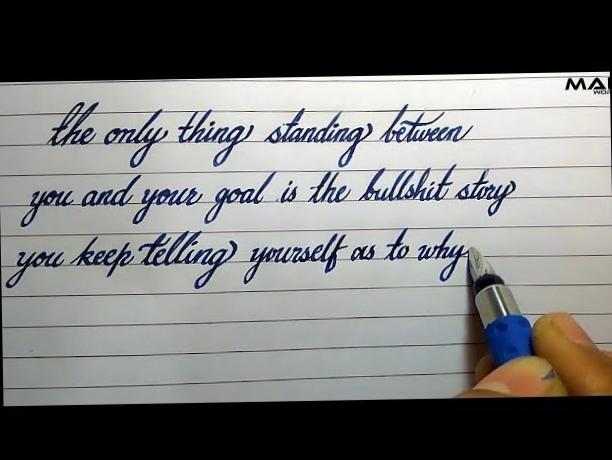 MA
WO
the only thing standing between
you and your goal is the bullshit story
you keep telling yourself as to why